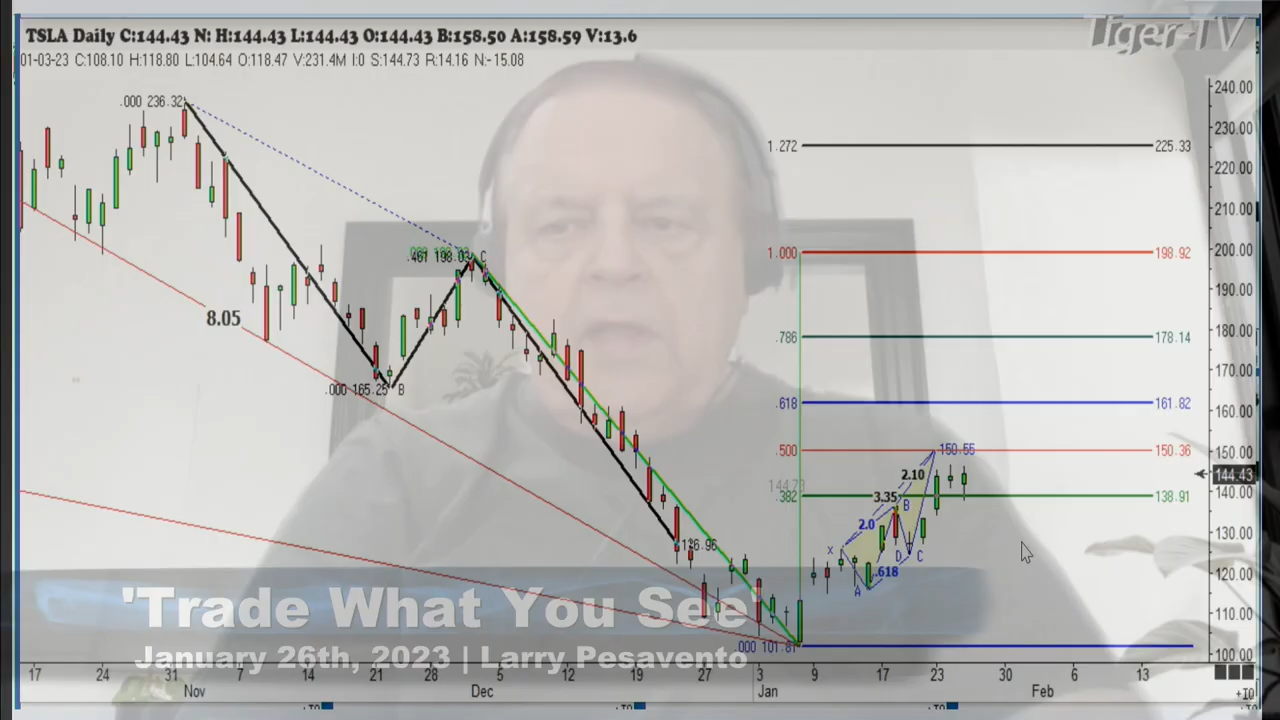 TSLA Daily C:144.43 N: H:144.43 L:144.43 O:144.43 B:158.50 A:158.59 V:13.6
Tiger-TV
01-03-23 C:108.10 H:118.80 L:104.64 O:118.47 V:231.4M I:0 S:144.73 R:14.16 N:-15.08
240.00
.000 236.32
230.00
1.272
225.33
220.00
210.00
200.00
.461 198.03
C
1.000
198.92
190.00
8.05
180.00
.786
178.14
170.00
.000 165.25
B
.618
161.82
160.00
.500
150.55
150.36
150.00
2.10
144.43
140.00
.382
3.35
138.91
B
2.0
130.00
126.96
X
D
C
.618
120.00
A
110.00
'Trade What You See'
.000 101.81
100.00
January 26th, 2023 | Larry Pesavento
17 24 31 7 14 21 28 5 12 19 27 3 9 17 23 30 6 13
Nov Dec Jan Feb